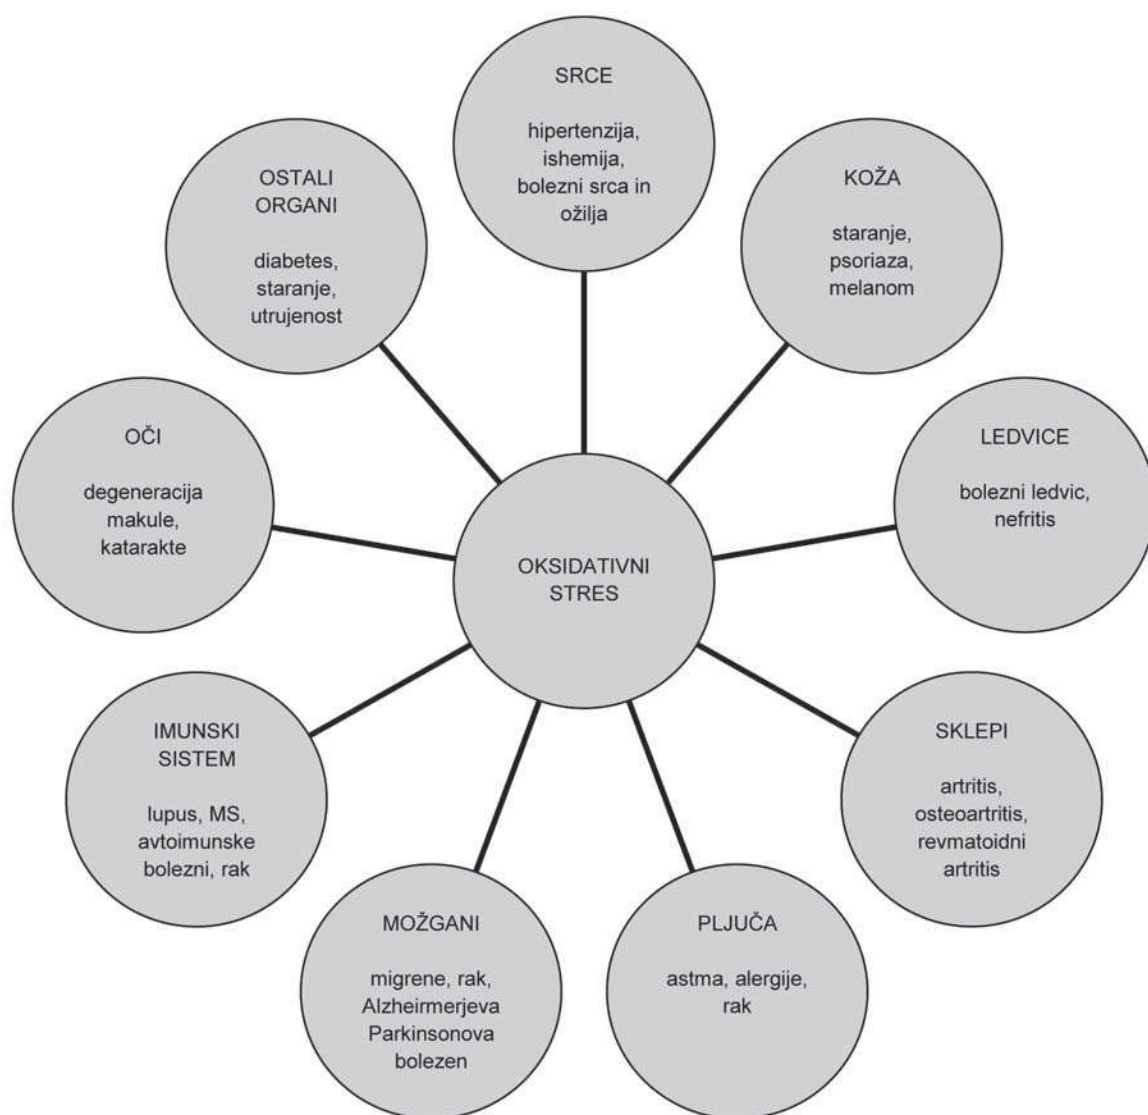 SRCE
hipertenzija,
ishemija,
bolezni srca in
ožilja
KOŽA
staranje,
psoriaza,
melanom
LEDVICE
bolezni ledvic,
nefritis
SKLEPI
artritis,
osteoartritis,
revmatoidni
artritis
PLJUČA
astma, alergije,
rak
MOŽGANI
migrene, rak,
Alzheirmerjeva
Parkinsonova
bolezen
IMUNSKI
SISTEM
lupus, MS,
avtoimunske
bolezni, rak
OČI
degeneracija
makule,
katarakte
OSTALI
ORGANI
diabetes,
staranje,
utrujenost
OKSIDATIVNI
STRES